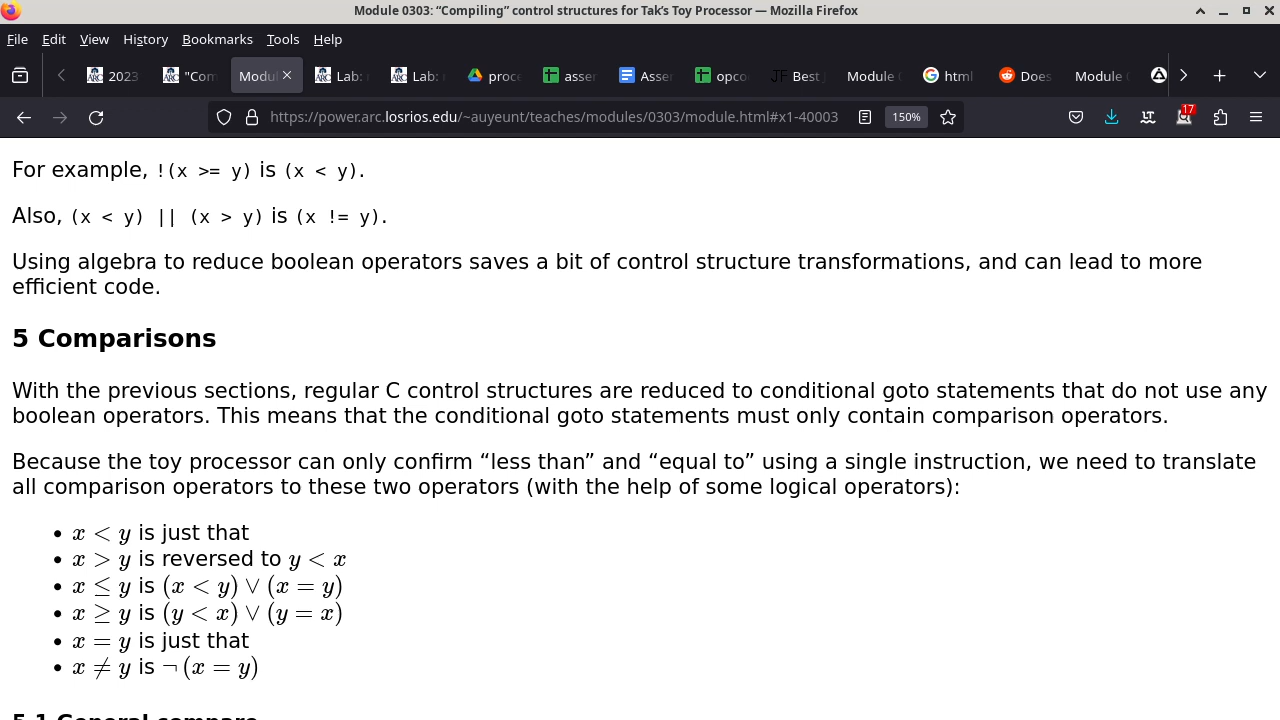 Module 0303: “Compiling” control structures for Tak’s Toy Processor — Mozilla Firefox
File Edit View History Bookmarks Tools Help
2023 "Com Modul Lab: Lab: proce asser Asser opco Best Module html Does Module
https://power.arc.losrios.edu/~auyeunt/teaches/modules/0303/module.html#x1-40003 150% 17
For example, !(x >= y) is (x < y).
Also, (x < y) || (x > y) is (x != y).
Using algebra to reduce boolean operators saves a bit of control structure transformations, and can lead to more
efficient code.
5 Comparisons
With the previous sections, regular C control structures are reduced to conditional goto statements that do not use any
boolean operators. This means that the conditional goto statements must only contain comparison operators.
Because the toy processor can only confirm “less than” and “equal to” using a single instruction, we need to translate
all comparison operators to these two operators (with the help of some logical operators):
• x < y is just that
• x > y is reversed to y < x
• x ≤ y is (x < y) ∨ (x = y)
• x ≥ y is (y < x) ∨ (y = x)
• x = y is just that
• x ≠ y is ¬ (x = y)
5.1 General compare